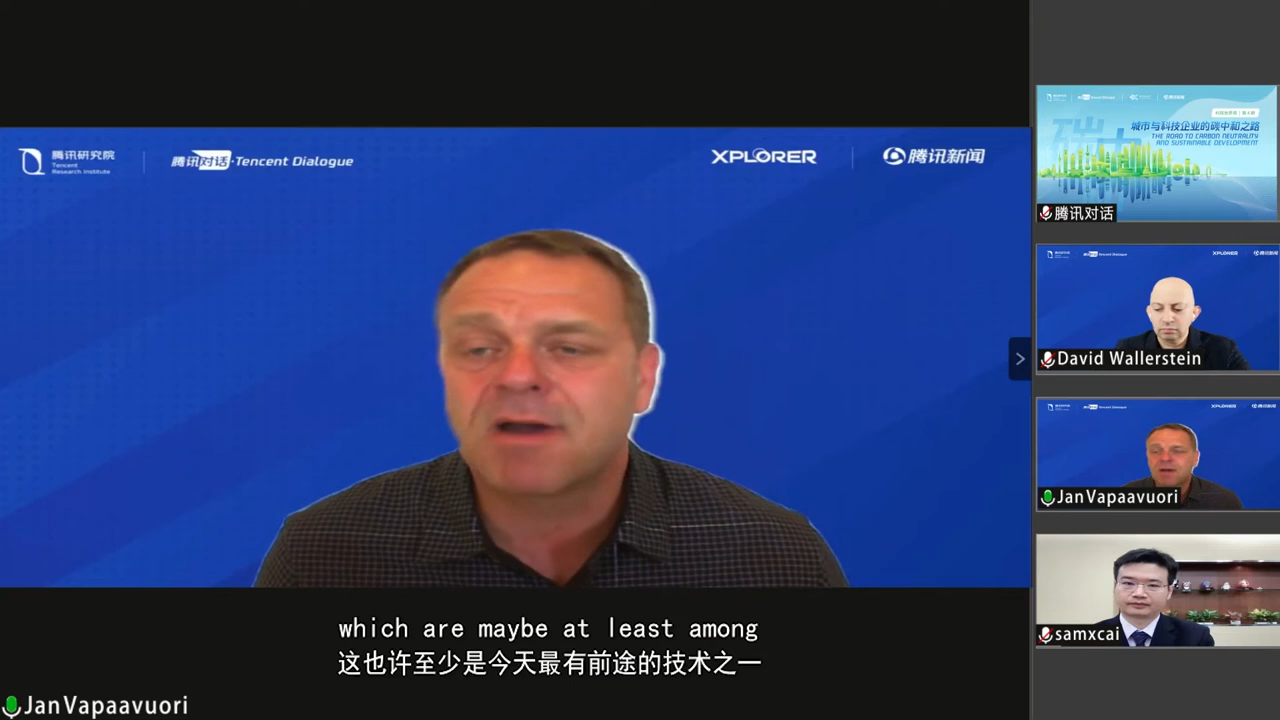 腾讯研究院
Tencent
Research Institute
腾讯对话·Tencent Dialogue
XPLORER
腾讯新闻
城市与科技企业的碳中和之路
THE ROAD TO CARBON NEUTRALITY
AND SUSTAINABLE DEVELOPMENT
腾讯对话
XPLORER
David Wallerstein
XPLORER
JanVapaavuori
samxcai
which are maybe at least among
这也许至少是今天最有前途的技术之一
JanVapaavuori